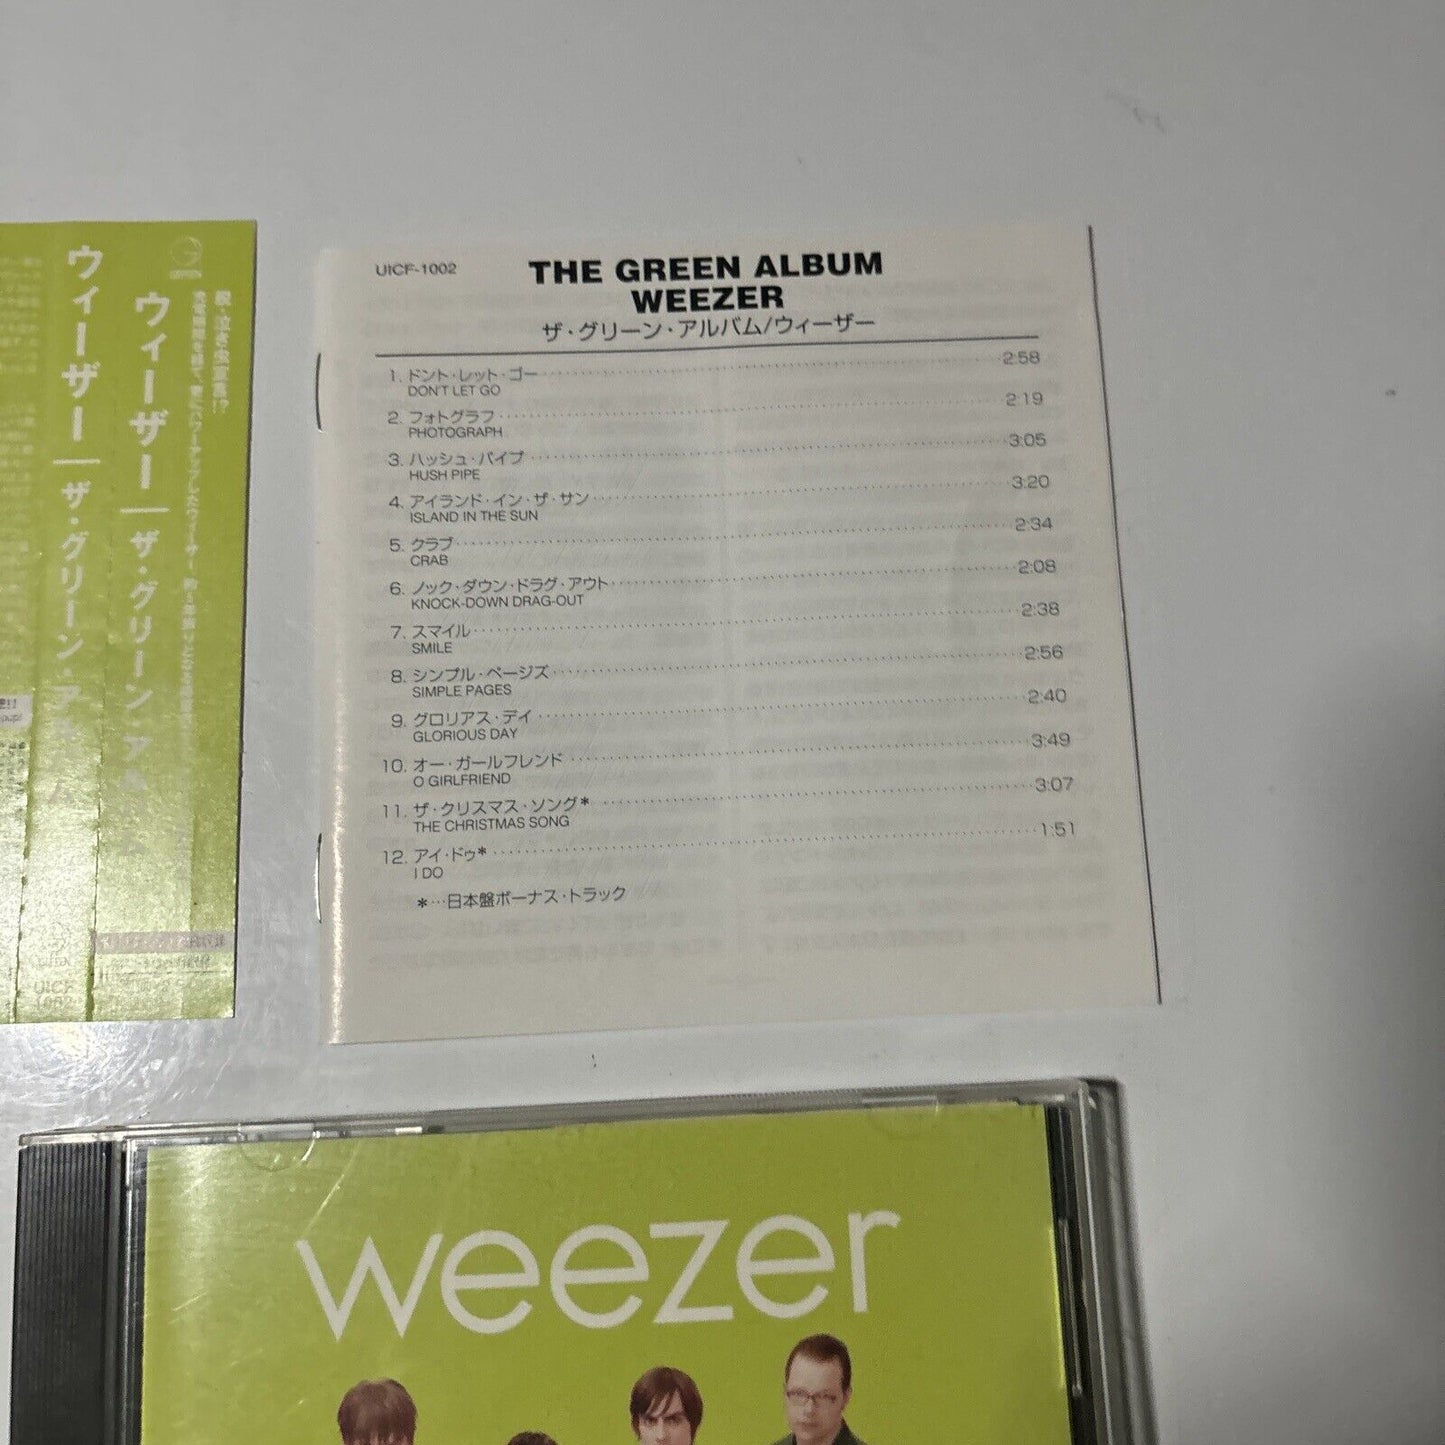 ウィーザー│ザ・グリーン・アルバム
ウィーザー│ザ・グリーン・アルバム
UICF
1002
UICF-1002
THE GREEN ALBUM
WEEZER
ザ・グリーン・アルバム/ウィーザー
1. ドント・レット・ゴー 2:58
DON'T LET GO
2. フォトグラフ 2:19
PHOTOGRAPH
3. ハッシュ・パイプ 3:05
HUSH PIPE
4. アイランド・イン・ザ・サン 3:20
ISLAND IN THE SUN
5. クラブ 2:34
CRAB
6. ノック・ダウン・ドラグ・アウト 2:08
KNOCK-DOWN DRAG-OUT
7. スマイル 2:38
SMILE
8. シンプル・ページズ 2:56
SIMPLE PAGES
9. グロリアス・デイ 2:40
GLORIOUS DAY
10. オー・ガールフレンド 3:49
O GIRLFRIEND
11. ザ・クリスマス・ソング* 3:07
THE CHRISTMAS SONG
12. アイ・ドゥ* 1:51
I DO
*…日本盤ボーナス・トラック
weezer